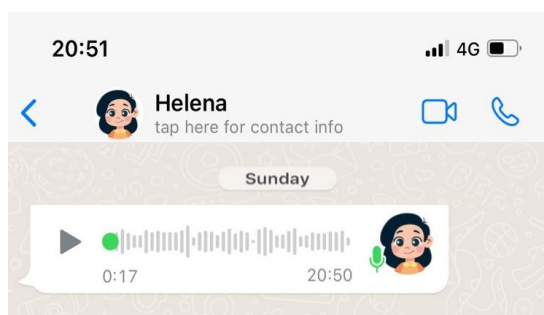 20:51 4G
Helena
tap here for contact info
Sunday
0:17 20:50